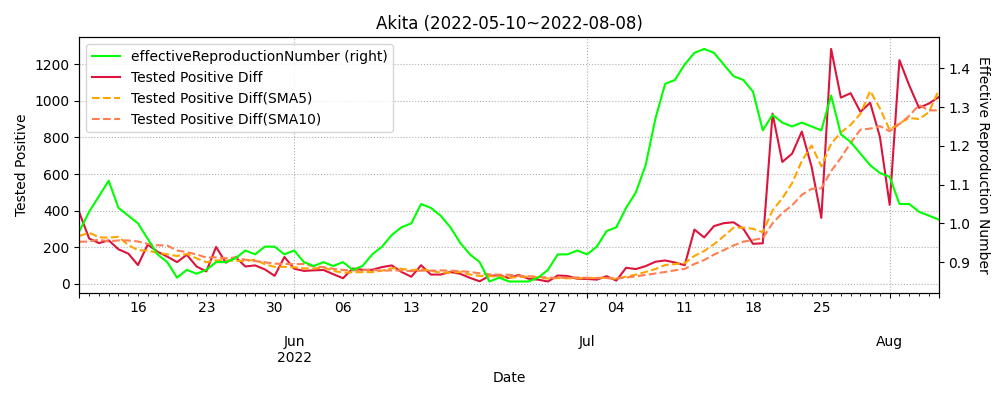 Akita (2022-05-10~2022-08-08)
effectiveReproductionNumber (right)
Tested Positive Diff
Tested Positive Diff(SMA5)
Tested Positive Diff(SMA10)
Tested Positive
1200
1000
800
600
400
200
0
Effective Reproduction Number
1.4
1.3
1.2
1.1
1.0
0.9
16 23 30 06 13 20 27 04 11 18 25
Jun Jul Aug
2022
Date